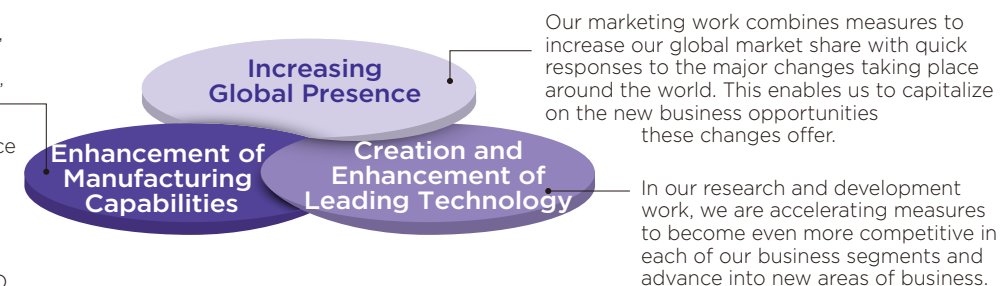 Increasing
Global Presence
Our marketing work combines measures to
increase our global market share with quick
responses to the major changes taking place
around the world. This enables us to capitalize
on the new business opportunities
these changes offer.
Enhancement of
Manufacturing
Capabilities
Creation and
Enhancement of
Leading Technology
In our research and development
work, we are accelerating measures
to become even more competitive in
each of our business segments and
advance into new areas of business.